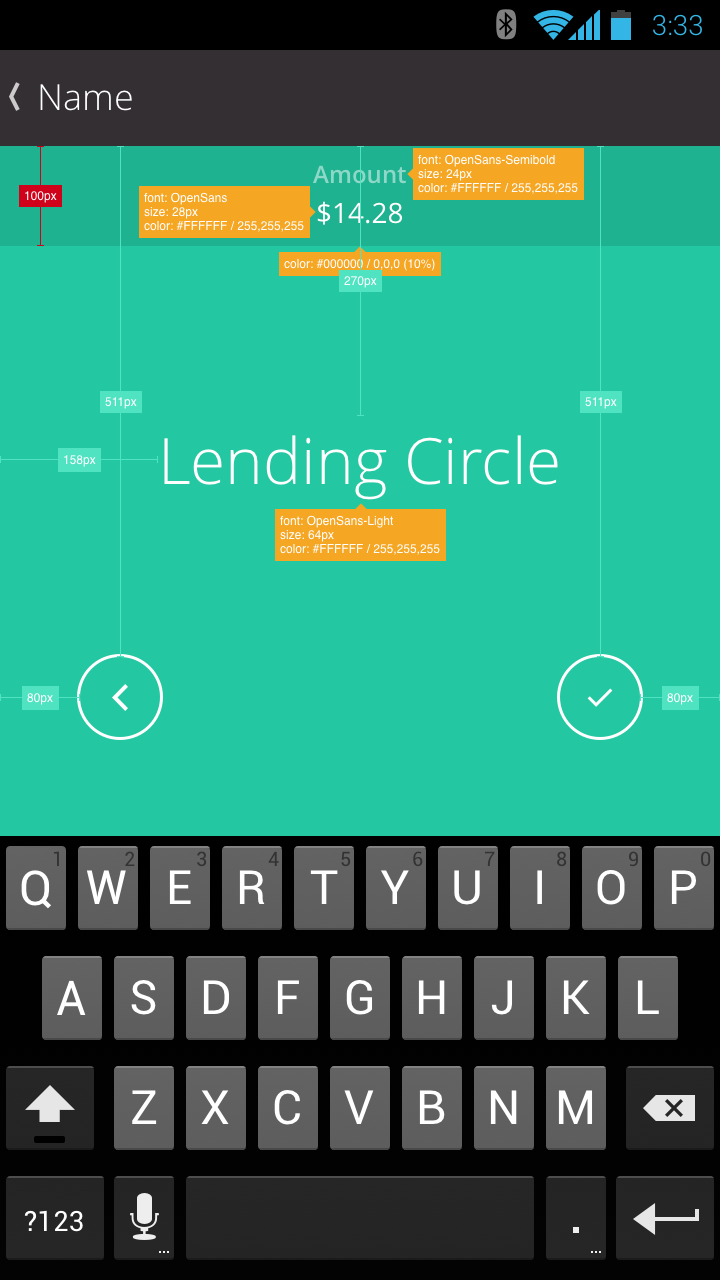 3:33
Name
Amount
font: OpenSans-Semibold
size: 24px
color: #FFFFFF / 255,255,255
100px
font: OpenSans
size: 28px
color: #FFFFFF / 255,255,255
$14.28
color: #000000 / 0,0,0 (10%)
270px
511px
511px
158px
Lending Circle
font: OpenSans-Light
size: 64px
color: #FFFFFF / 255,255,255
80px
80px
1 2 3 4 5 6 7 8 9 0
Q W E R T Y U I O P
A S D F G H J K L
Z X C V B N M
?123 ... . ...